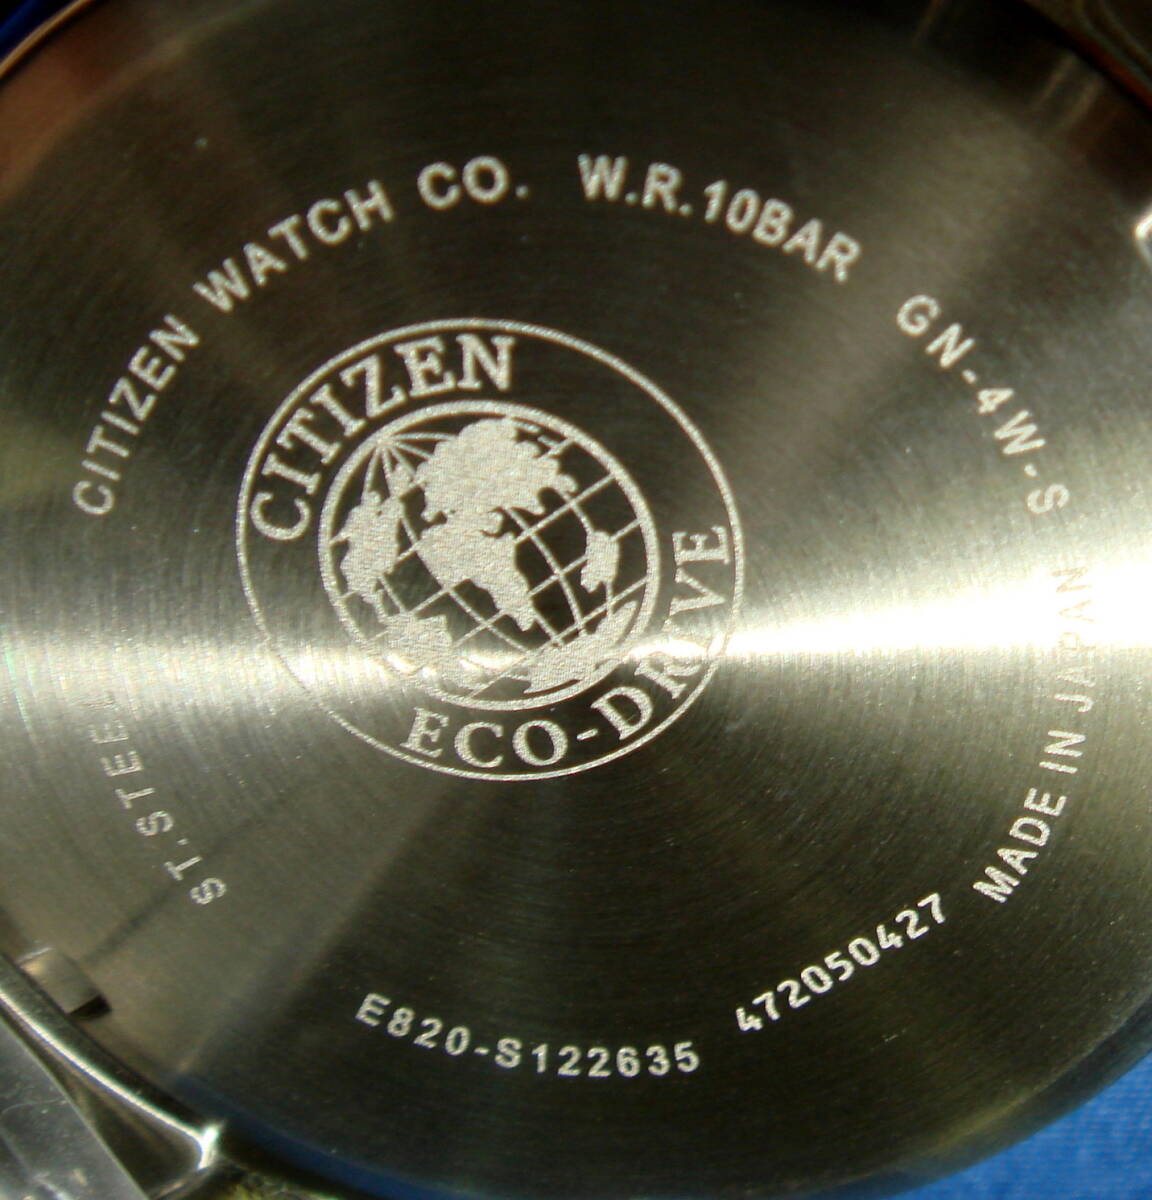 CITIZEN WATCH CO.
W.R.10BAR
GN-4W-S
MADE IN JAPAN
472050427
E820-S122635
ST.STEEL
CITIZEN
ECO-DRIVE